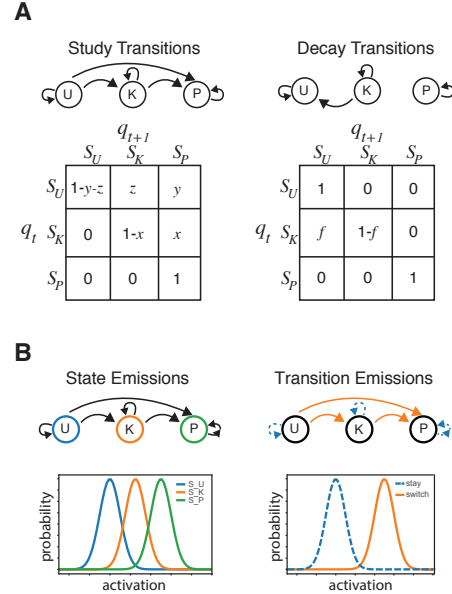 A
Study Transitions
Decay Transitions
U K P
U K P
q_{t+1}
q_{t+1}
S_U S_K S_P
S_U S_K S_P
S_U 1-y-z z y
S_U 1 0 0
q_t S_K 0 1-x x
q_t S_K f 1-f 0
S_P 0 0 1
S_P 0 0 1
B
State Emissions
Transition Emissions
U K P
U K P
S_U
S_K
S_P
stay
switch
probability
probability
activation
activation